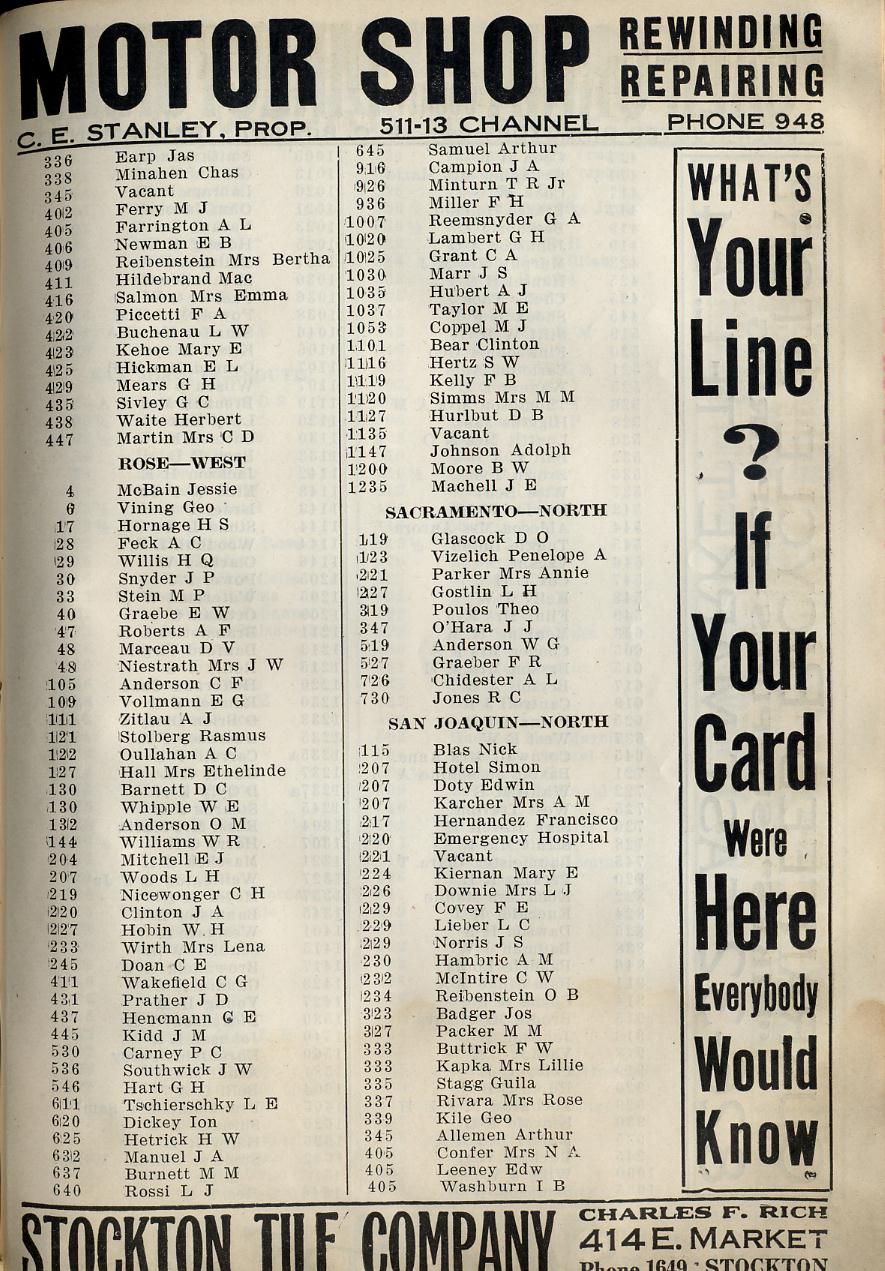 MOTOR SHOP REWINDING
REPAIRING
C. E. STANLEY, PROP. 511-13 CHANNEL PHONE 948
336 Earp Jas
338 Minahen Chas
345 Vacant
402 Ferry M J
405 Farrington A L
406 Newman E B
409 Reibenstein Mrs Bertha
411 Hildebrand Mac
416 Salmon Mrs Emma
420 Piccetti F A
422 Buchenau L W
423 Kehoe Mary E
425 Hickman E L
429 Mears G H
435 Sivley G C
438 Waite Herbert
447 Martin Mrs C D
ROSE—WEST
4 McBain Jessie
6 Vining Geo
17 Hornage H S
28 Feck A C
29 Willis H Q
30 Snyder J P
33 Stein M P
40 Graebe E W
47 Roberts A F
48 Marceau D V
48 Niestrath Mrs J W
105 Anderson C F
109 Vollmann E G
111 Zitlau A J
121 Stolberg Rasmus
122 Oullahan A C
127 Hall Mrs Ethelinde
130 Barnett D C
130 Whipple W E
132 Anderson O M
144 Williams W R
204 Mitchell E J
207 Woods L H
219 Nicewonger C H
220 Clinton J A
227 Hobin W H
233 Wirth Mrs Lena
245 Doan C E
411 Wakefield C G
431 Prather J D
437 Hencmann G E
445 Kidd J M
530 Carney P C
536 Southwick J W
546 Hart G H
611 Tschierschky L E
620 Dickey Ion
625 Hetrick H W
632 Manuel J A
637 Burnett M M
640 Rossi L J
645 Samuel Arthur
916 Campion J A
926 Minturn T R Jr
936 Miller F H
1007 Reemsnyder G A
1020 Lambert G H
1025 Grant C A
1030 Marr J S
1035 Hubert A J
1037 Taylor M E
1053 Coppel M J
1101 Bear Clinton
1116 Hertz S W
1119 Kelly F B
1120 Simms Mrs M M
1127 Hurlbut D B
1135 Vacant
1147 Johnson Adolph
1200 Moore B W
1235 Machell J E
SACRAMENTO—NORTH
119 Glascock D O
123 Vizelich Penelope A
221 Parker Mrs Annie
227 Gostlin L H
319 Poulos Theo
347 O'Hara J J
519 Anderson W G
527 Graeber F R
726 Chidester A L
730 Jones R C
SAN JOAQUIN—NORTH
115 Blas Nick
207 Hotel Simon
207 Doty Edwin
207 Karcher Mrs A M
217 Hernandez Francisco
220 Emergency Hospital
221 Vacant
224 Kiernan Mary E
226 Downie Mrs L J
229 Covey F E
229 Lieber L C
229 Norris J S
230 Hambric A M
232 McIntire C W
234 Reibenstein O B
323 Badger Jos
327 Packer M M
333 Buttrick F W
333 Kapka Mrs Lillie
335 Stagg Guila
337 Rivara Mrs Rose
339 Kile Geo
345 Allemen Arthur
405 Confer Mrs N A
405 Leeney Edw
405 Washburn I B
WHAT'S
Your
Line
?
If
Your
Card
Were
Here
Everybody
Would
Know
STOCKTON TILE COMPANY CHARLES F. RICH
414 E. MARKET
Phone 1649 : STOCKTON